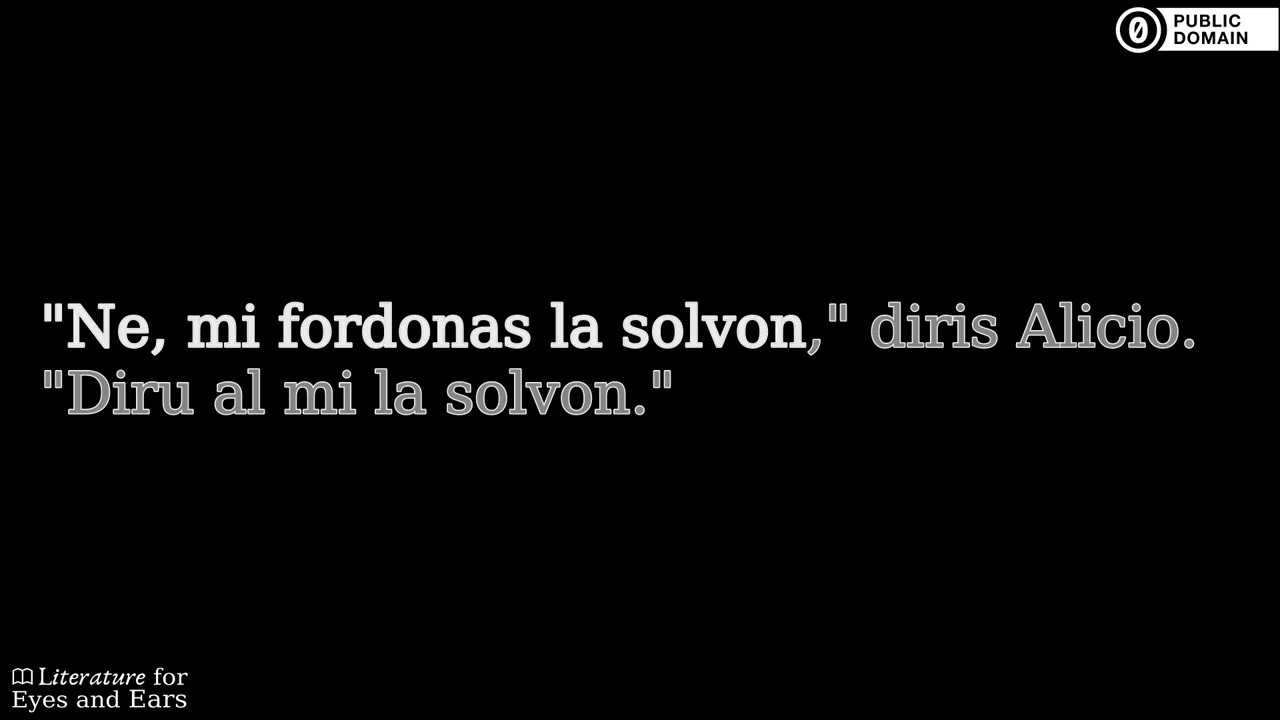 PUBLIC
DOMAIN
"Ne, mi fordonas la solvon," diris Alicio.
"Diru al mi la solvon."
Literature for
Eyes and Ears